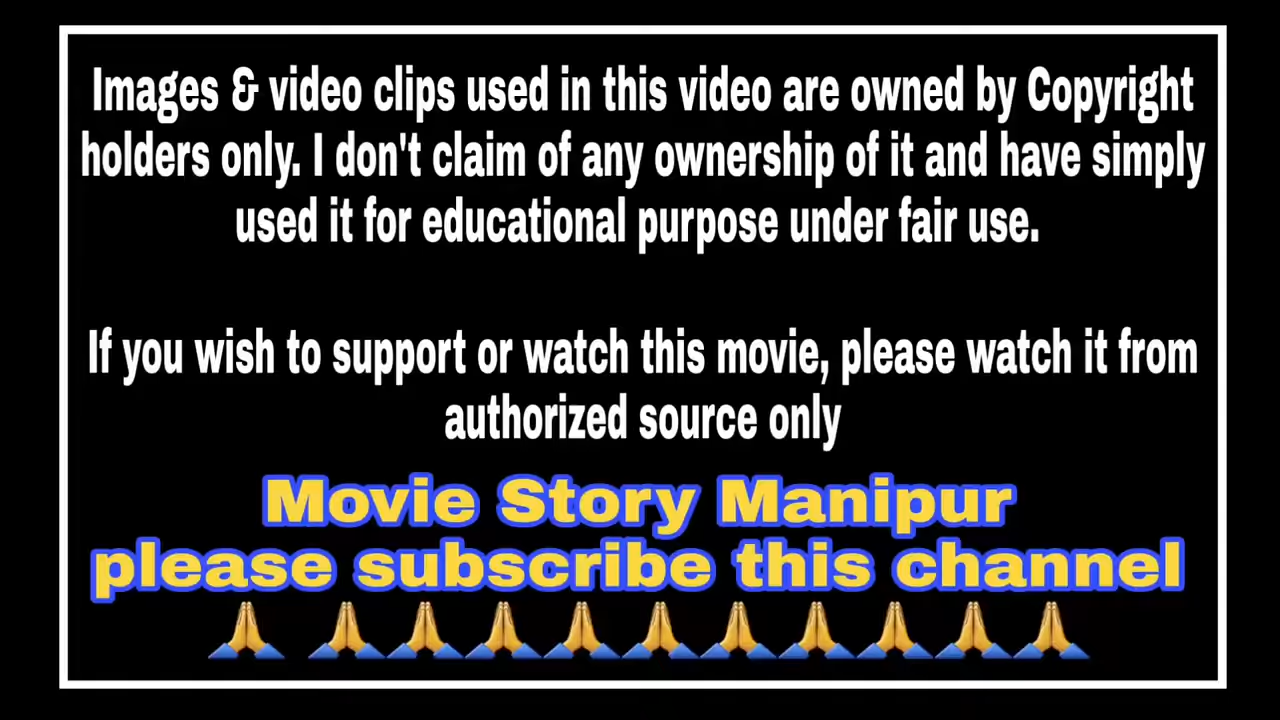 Images & video clips used in this video are owned by Copyright
holders only. I don't claim of any ownership of it and have simply
used it for educational purpose under fair use.
If you wish to support or watch this movie, please watch it from
authorized source only
Movie Story Manipur
please subscribe this channel
🙏 🙏🙏🙏🙏🙏🙏🙏🙏🙏🙏